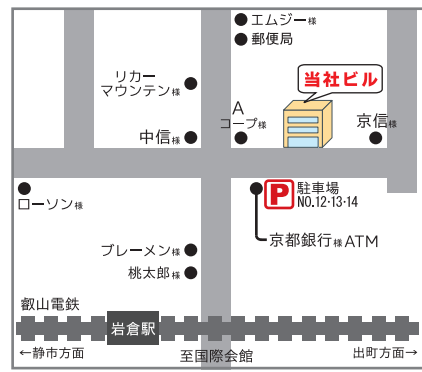 エムジー様
郵便局
当社ビル
リカー
マウンテン様
A
コープ様
京信様
中信様
ローソン様
P
駐車場
NO.12・13・14
京都銀行様ATM
ブレーメン様
桃太郎様
叡山電鉄
岩倉駅
←静市方面
至国際会館
出町方面→